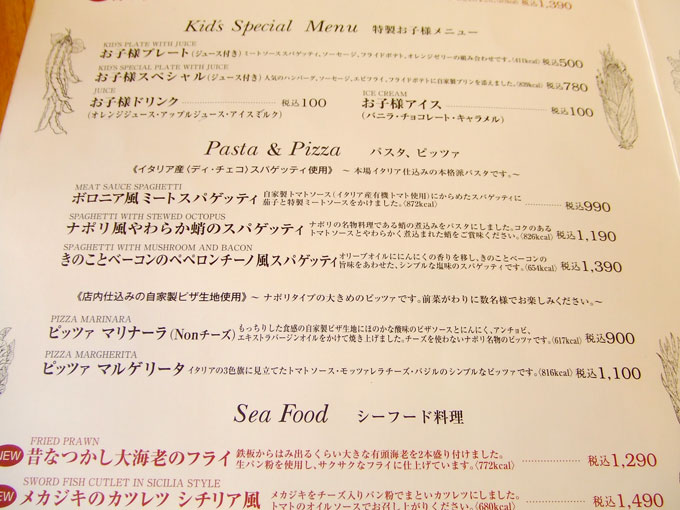 税込1,390
Kid's Special Menu 特製お子様メニュー
KID'S PLATE WITH JUICE
お子様プレート(ジュース付き) ミートソーススパゲッティ、ソーセージ、フライドポテト、オレンジゼリーの組み合わせです。(411kcal) 税込500
KID'S SPECIAL PLATE WITH JUICE
お子様スペシャル(ジュース付き) 人気のハンバーグ、ソーセージ、エビフライ、フライドポテトに自家製プリンを添えました。(939kcal) 税込780
JUICE
お子様ドリンク 税込100
(オレンジジュース・アップルジュース・アイスミルク)
ICE CREAM
お子様アイス 税込100
(バニラ・チョコレート・キャラメル)
Pasta & Pizza パスタ、ピッツァ
《イタリア産〈ディ・チェコ〉スパゲッティ使用》 〜 本場イタリア仕込みの本格派パスタです。〜
MEAT SAUCE SPAGHETTI
ボロニア風ミートスパゲッティ 自家製トマトソース(イタリア産有機トマト使用)にからめたスパゲッティに
茄子と特製ミートソースをかけました。(872kcal) 税込990
SPAGHETTI WITH STEWED OCTOPUS
ナポリ風やわらか蛸のスパゲッティ ナポリの名物料理である蛸の煮込みをパスタにしました。コクのある
トマトソースとやわらかく煮込まれた蛸をご賞味ください。(826kcal) 税込1,190
SPAGHETTI WITH MUSHROOM AND BACON
きのことベーコンのペペロンチーノ風スパゲッティ オリーブオイルににんにくの香りを移し、きのことベーコンの
旨味をあわせた、シンプルな塩味のスパゲッティです。(654kcal) 税込1,390
《店内仕込みの自家製ピザ生地使用》 〜 ナポリタイプの大きめのピッツァです。前菜がわりに数名様でお楽しみください。〜
PIZZA MARINARA
ピッツァ マリナーラ(Nonチーズ) もっちりした食感の自家製ピザ生地にほのかな酸味のピザソースとにんにく、アンチョビ、
エキストラバージンオイルをかけて焼き上げました。チーズを使わないナポリ名物のピッツァです。(617kcal) 税込900
PIZZA MARGHERITA
ピッツァ マルゲリータ イタリアの3色旗に見立てたトマトソース・モッツァレラチーズ・バジルのシンプルなピッツァです。(816kcal) 税込1,100
Sea Food シーフード料理
FRIED PRAWN
NEW 昔なつかし大海老のフライ 鉄板からはみ出るくらい大きな有頭海老を2本盛り付けました。
生パン粉を使用し、サクサクなフライに仕上げています。(772kcal) 税込1,290
SWORD FISH CUTLET IN SICILIA STYLE
NEW メカジキのカツレツ シチリア風 メカジキをチーズ入りパン粉でまといカツレツにしました。
トマトのオイルソースでお召し上がりください。(680kcal) 税込1,490